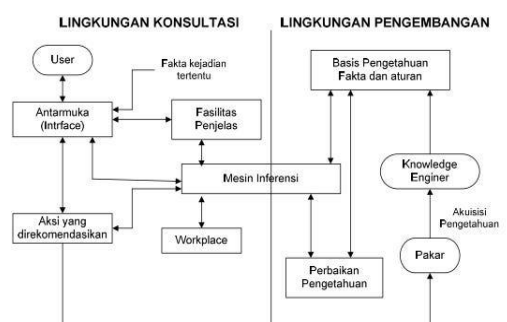 LINGKUNGAN KONSULTASI
LINGKUNGAN PENGEMBANGAN
User
Fakta kejadian
tertentu
Antarmuka
(Intrface)
Fasilitas
Penjelas
Basis Pengetahuan
Fakta dan aturan
Mesin Inferensi
Knowledge
Enginer
Aksi yang
direkomendasikan
Workplace
Akuisisi
Pengetahuan
Perbaikan
Pengetahuan
Pakar